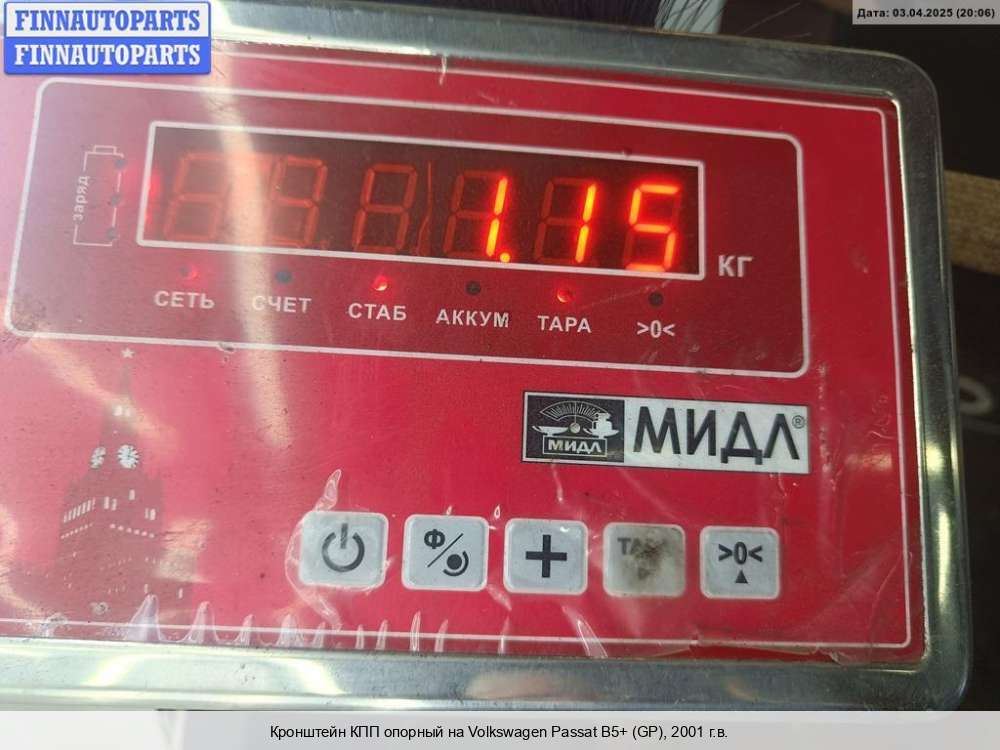 FINNAUTOPARTS
FINNAUTOPARTS
Дата: 03.04.2025 (20:06)
заряд
1.15
КГ
СЕТЬ СЧЕТ СТАБ АККУМ ТАРА >0<
МИДЛ МИДЛ®
Ф
% + >0<
Кронштейн КПП опорный на Volkswagen Passat B5+ (GP), 2001 г.в.